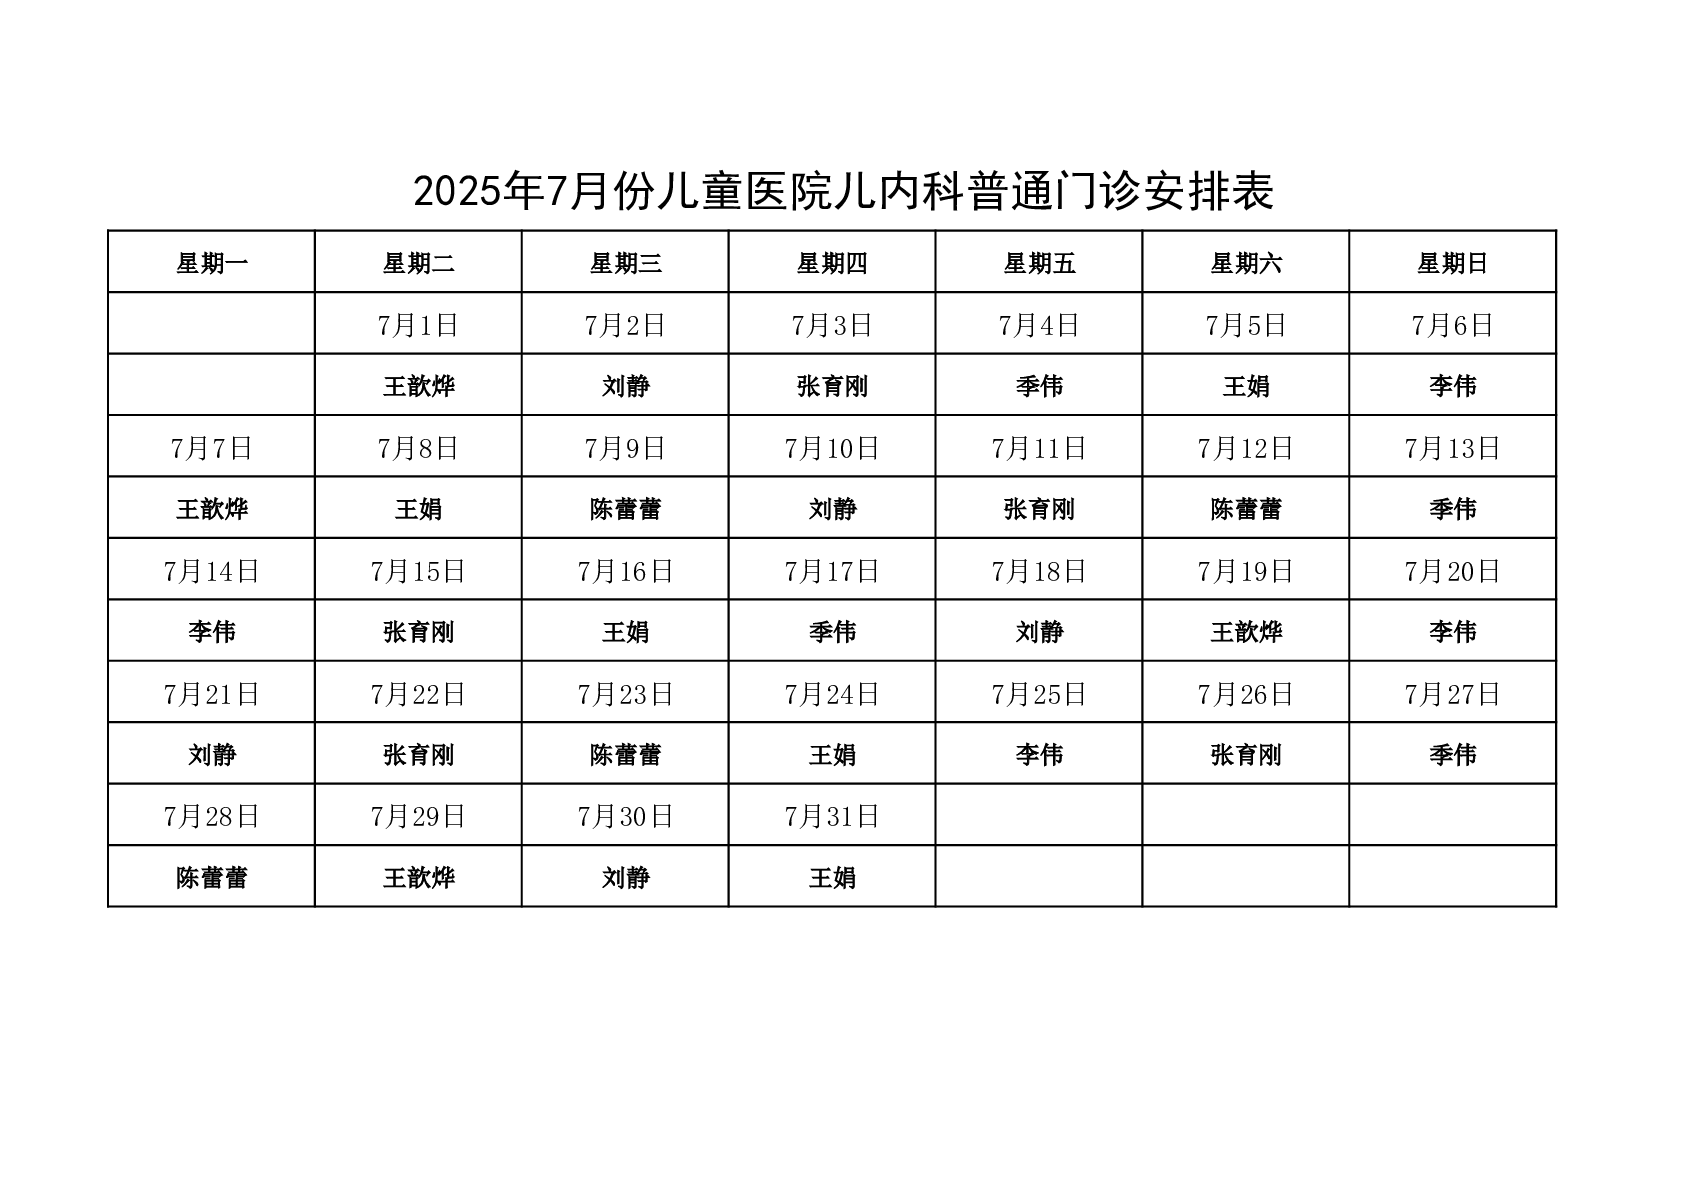 2025年7月份儿童医院儿内科普通门诊安排表
星期一 星期二 星期三 星期四 星期五 星期六 星期日
7月1日 7月2日 7月3日 7月4日 7月5日 7月6日
王歆烨 刘静 张育刚 季伟 王娟 李伟
7月7日 7月8日 7月9日 7月10日 7月11日 7月12日 7月13日
王歆烨 王娟 陈蕾蕾 刘静 张育刚 陈蕾蕾 季伟
7月14日 7月15日 7月16日 7月17日 7月18日 7月19日 7月20日
李伟 张育刚 王娟 季伟 刘静 王歆烨 李伟
7月21日 7月22日 7月23日 7月24日 7月25日 7月26日 7月27日
刘静 张育刚 陈蕾蕾 王娟 李伟 张育刚 季伟
7月28日 7月29日 7月30日 7月31日
陈蕾蕾 王歆烨 刘静 王娟